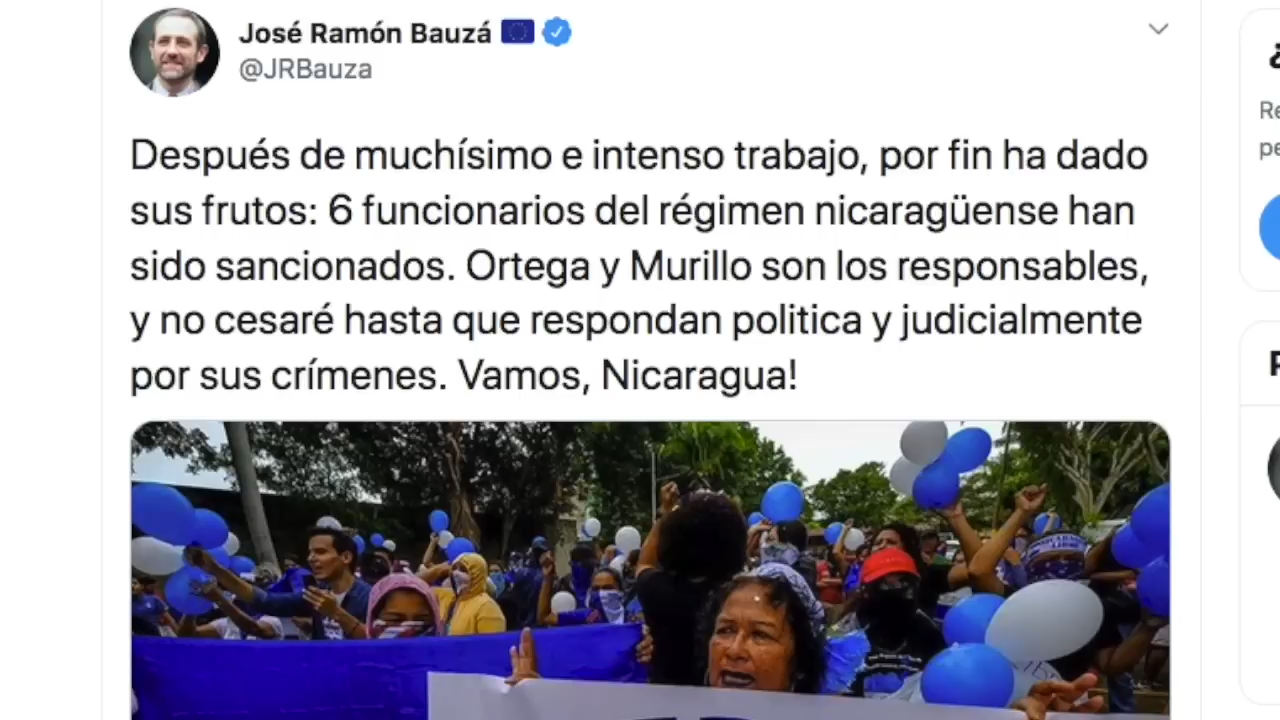 José Ramón Bauzá
@JRBauza
Después de muchísimo e intenso trabajo, por fin ha dado
sus frutos: 6 funcionarios del régimen nicaragüense han
sido sancionados. Ortega y Murillo son los responsables,
y no cesaré hasta que respondan politica y judicialmente
por sus crímenes. Vamos, Nicaragua!